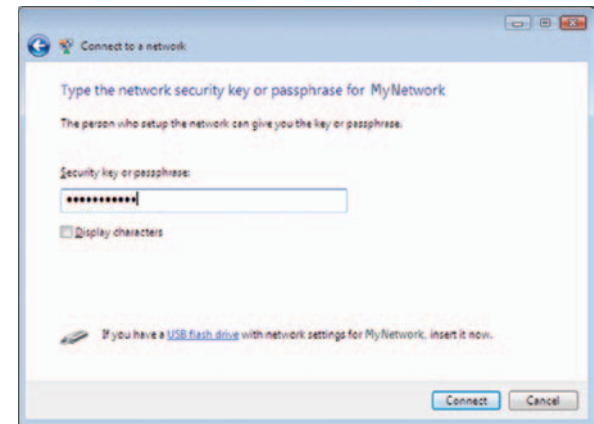 Connect to a network
Type the network security key or passphrase for MyNetwork
The person who setup the network can give you the key or passphrase.
Security key or passphrase:
•••••••••••
Display characters
If you have a USB flash drive with network settings for MyNetwork, insert it now.
Connect Cancel